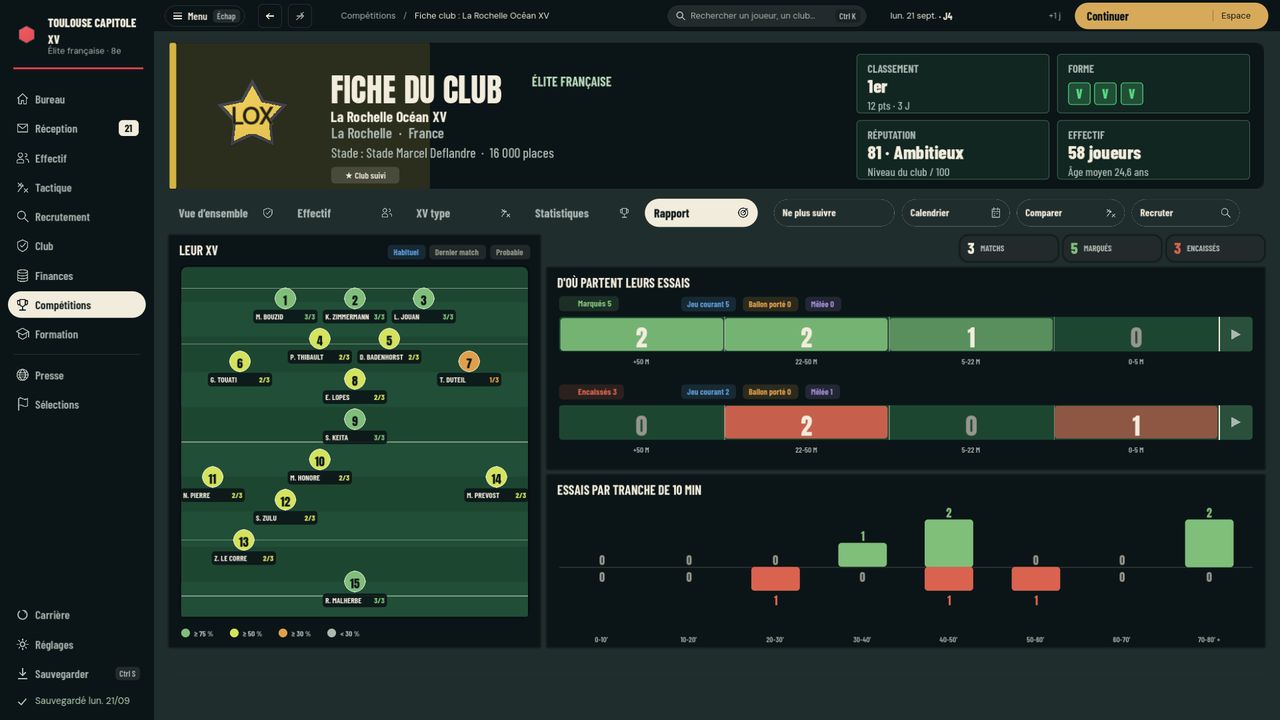 TOULOUSE CAPITOLE
XV
Élite française · 8e
Menu Échap
Compétitions / Fiche club : La Rochelle Océan XV
Rechercher un joueur, un club.. Ctrl K
lun. 21 sept. · J4
+1 j
Continuer Espace
Bureau
Réception 21
Effectif
Tactique
Recrutement
Club
Finances
Compétitions
Formation
Presse
Sélections
Carrière
Réglages
Sauvegarder Ctrl S
Sauvegardé lun. 21/09
LOX
FICHE DU CLUB
ÉLITE FRANÇAISE
La Rochelle Océan XV
La Rochelle · France
Stade : Stade Marcel Deflandre · 16 000 places
★ Club suivi
CLASSEMENT
1er
12 pts · 3 J
FORME
V V V
RÉPUTATION
81 · Ambitieux
Niveau du club / 100
EFFECTIF
58 joueurs
Âge moyen 24,6 ans
Vue d'ensemble
Effectif
XV type
Statistiques
Rapport
Ne plus suivre
Calendrier
Comparer
Recruter
LEUR XV
Habituel Dernier match Probable
1 2 3
M. BOUZID 3/3 K. ZIMMERMANN 3/3 L. JOUAN 3/3
4 5
P. THIBAULT 2/3 D. BADENHORST 2/3
6 7
G. TOUATI 2/3 T. DUTEIL 1/3
8
E. LOPES 2/3
9
S. KEITA 3/3
10
M. HONORE 2/3
11 14
N. PIERRE 2/3 M. PREVOST 2/3
12
S. ZULU 2/3
13
Z. LE CORRE 2/3
15
R. MALHERBE 3/3
≥ 75 % ≥ 50 % ≥ 30 % < 30 %
3 MATCHS 5 MARQUÉS 3 ENCAISSÉS
D'OÙ PARTENT LEURS ESSAIS
Marqués 5 Jeu courant 5 Ballon porté 0 Mêlée 0
2 2 1 0
+50 M 22-50 M 5-22 M 0-5 M
Encaissés 3 Jeu courant 2 Ballon porté 0 Mêlée 1
0 2 0 1
+50 M 22-50 M 5-22 M 0-5 M
ESSAIS PAR TRANCHE DE 10 MIN
0 0 0 1 2 0 0 2
0 0 1 0 1 1 0 0
0-10' 10-20' 20-30' 30-40' 40-50' 50-60' 60-70' 70-80' +